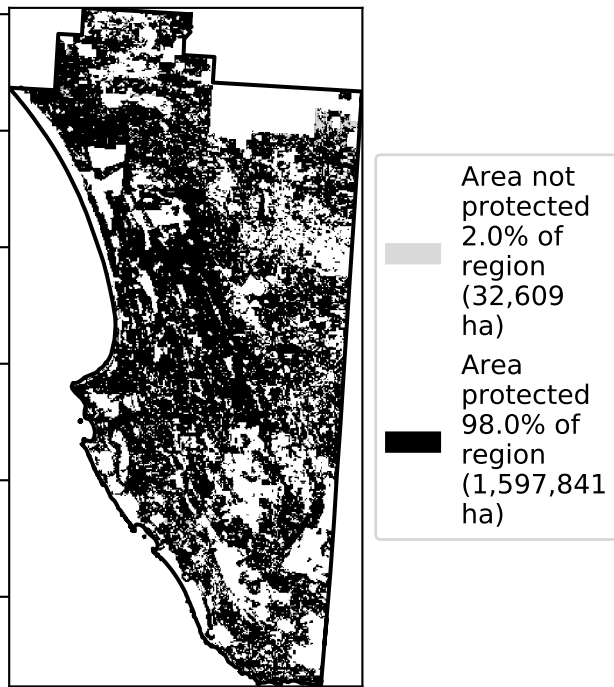 Area not
protected
2.0% of
region
(32,609
ha)
Area
protected
98.0% of
region
(1,597,841
ha)